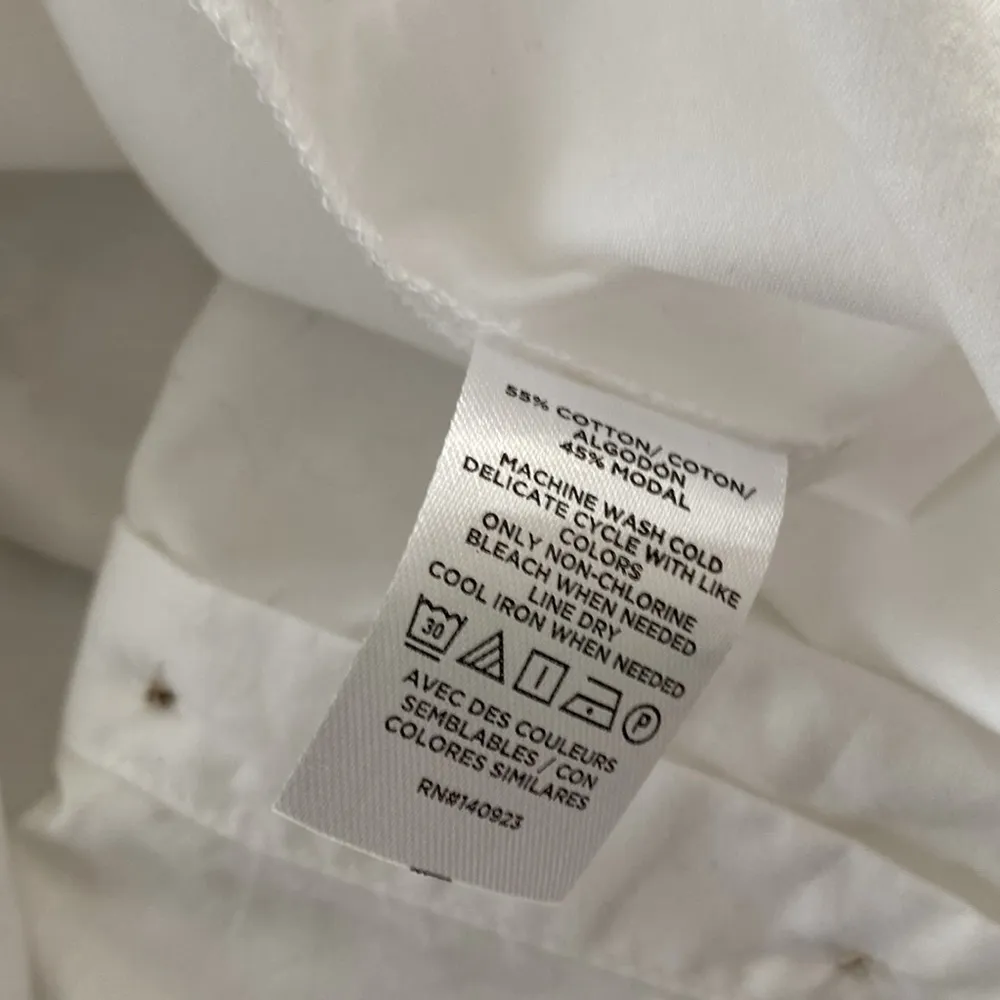 55% COTTON/ COTON/
ALGODÓN
45% MODAL
MACHINE WASH COLD
DELICATE CYCLE WITH LIKE
COLORS
ONLY NON-CHLORINE
BLEACH WHEN NEEDED
LINE DRY
COOL IRON WHEN NEEDED
30 P
AVEC DES COULEURS
SEMBLABLES / CON
COLORES SIMILARES
RN#140923